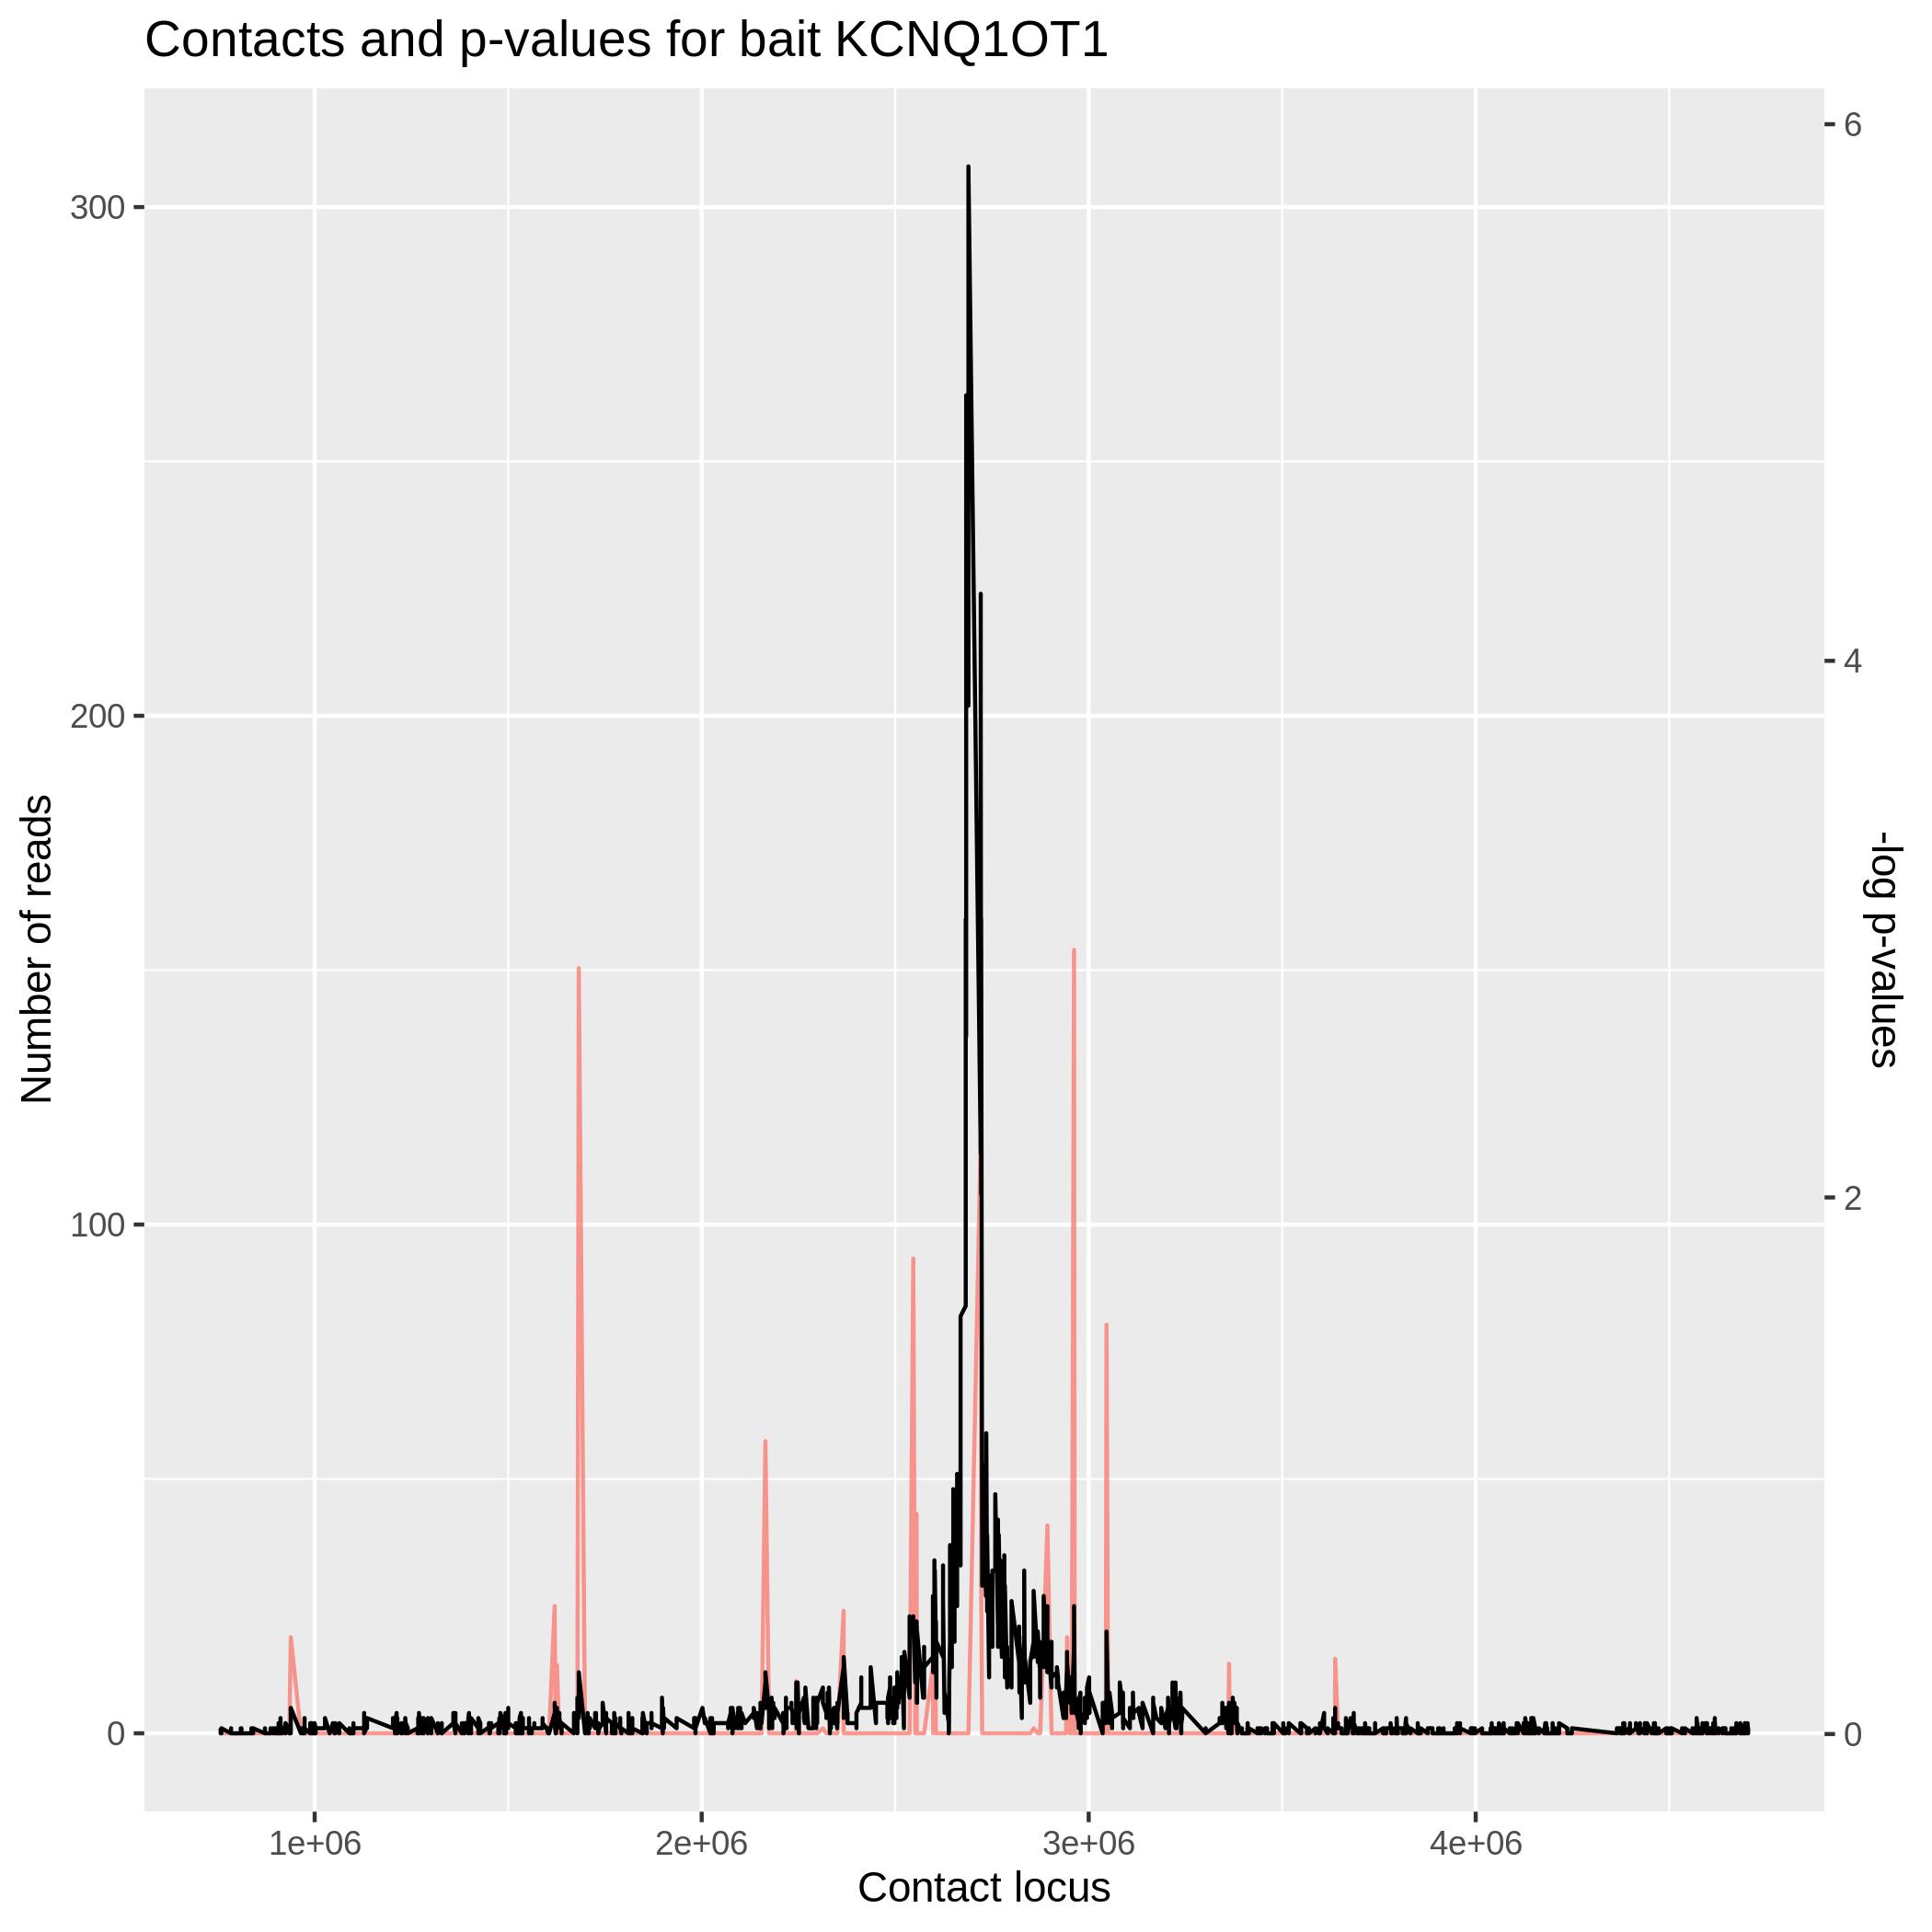 Contacts and p-values for bait KCNQ1OT1
Number of reads
300
200
100
0
6
4
2
0
-log p-values
1e+06
2e+06
3e+06
4e+06
Contact locus